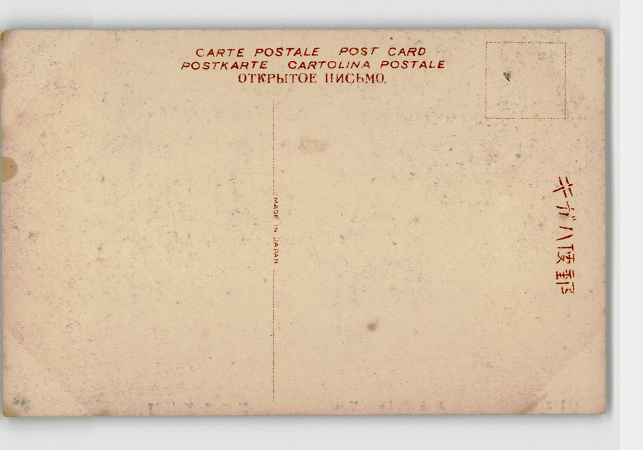 CARTE POSTALE POST CARD
POSTKARTE CARTOLINA POSTALE
ОТКРЫТОЕ ПИСЬМО.
MADE IN JAPAN
郵便ハガキ